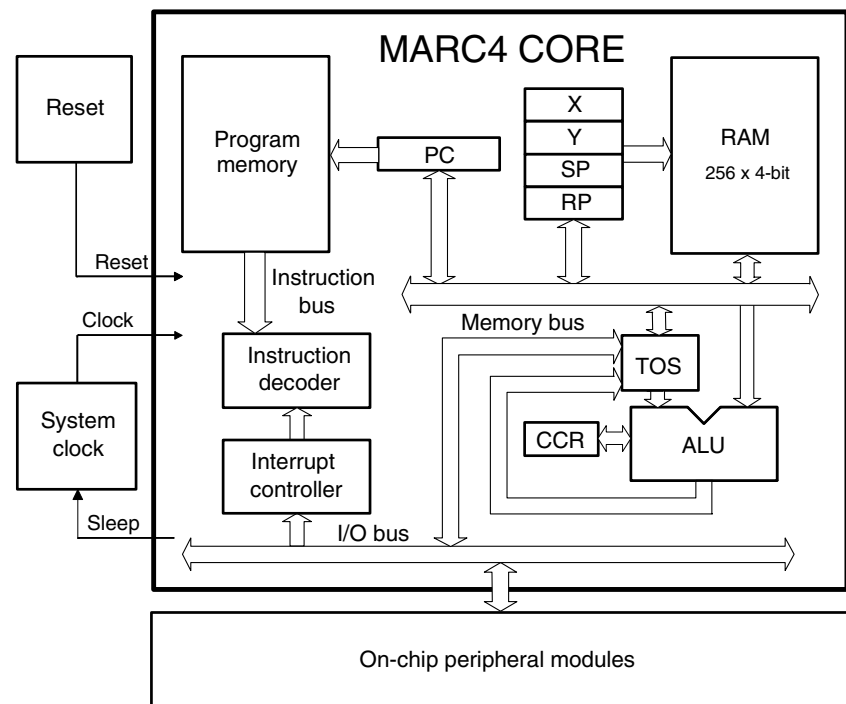 MARC4 CORE
Reset
Program
memory
PC
X
Y
SP
RP
RAM
256 x 4-bit
Reset
Instruction
bus
Clock
Memory bus
Instruction
decoder
TOS
System
clock
CCR
ALU
Interrupt
controller
Sleep
I/O bus
On-chip peripheral modules